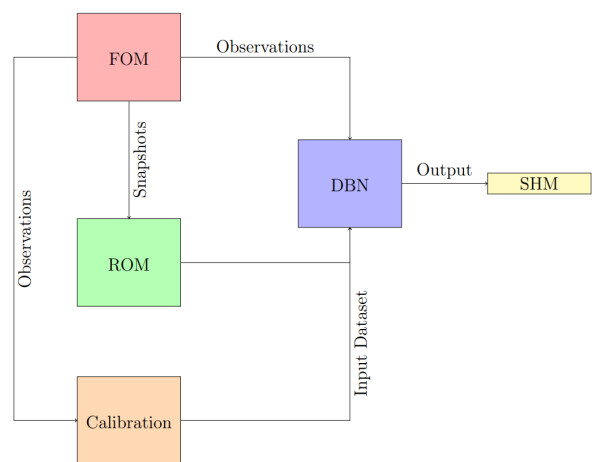 Observations
FOM
Snapshots
DBN
Output
SHM
Observations
ROM
Input Dataset
Calibration